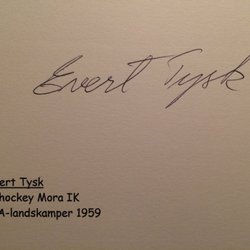 Evert Tysk
ert Tysk
hockey Mora IK
A-landskamper 1959